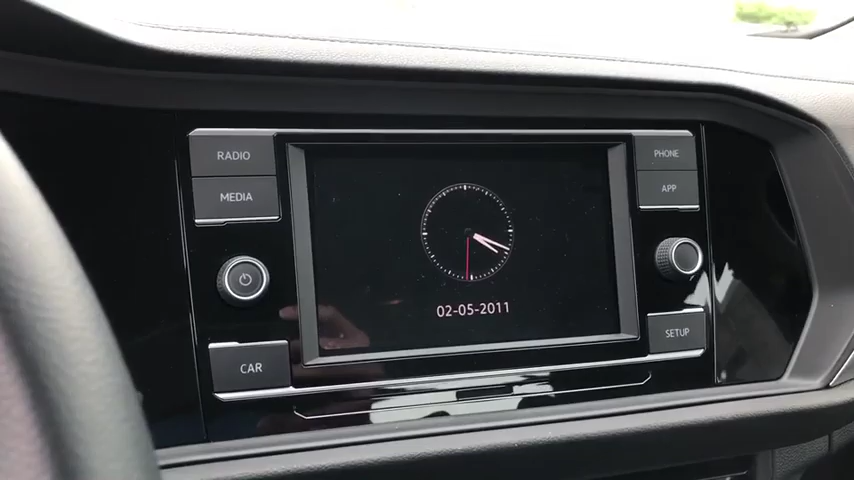 RADIO
MEDIA
CAR
02-05-2011
PHONE
APP
SETUP